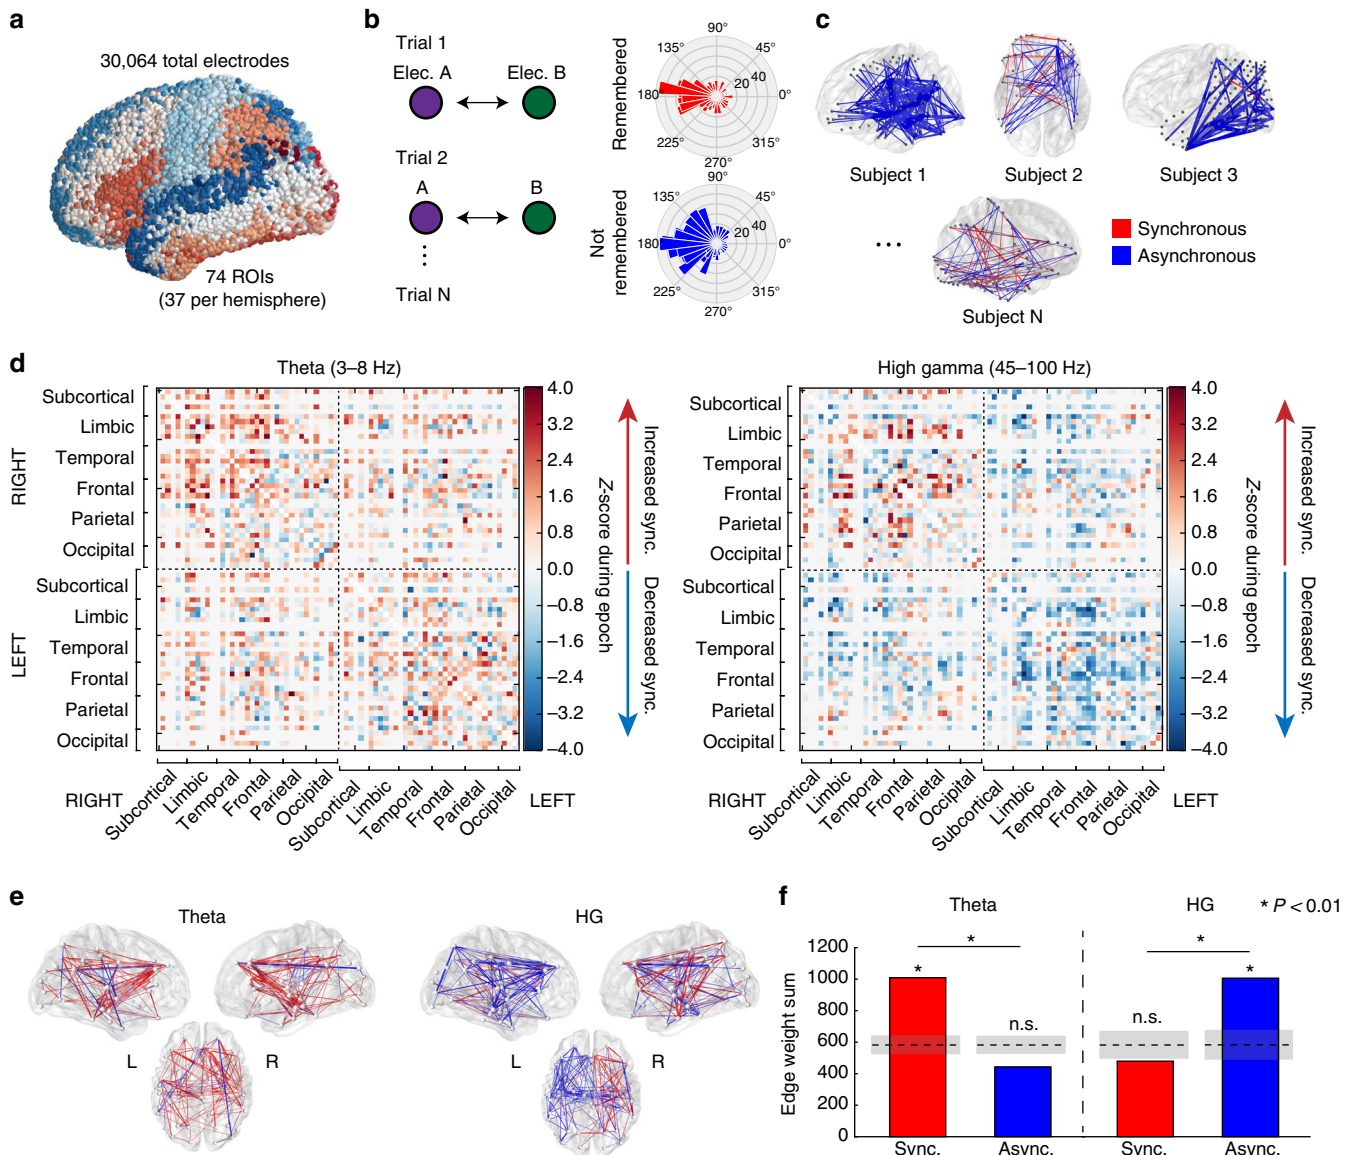 a
30,064 total electrodes
74 ROIs
(37 per hemisphere)
b
Trial 1
Elec. A
Elec. B
Trial 2
A
B
Trial N
Remembered
90°
135°
45°
20
40
180°
0°
225°
315°
270°
Not
remembered
90°
135°
45°
20
40
180°
0°
225°
315°
270°
c
Subject 1
Subject 2
Subject 3
...
Subject N
Synchronous
Asynchronous
d
Theta (3–8 Hz)
RIGHT
Subcortical
Limbic
Temporal
Frontal
Parietal
Occipital
LEFT
Subcortical
Limbic
Temporal
Frontal
Parietal
Occipital
Subcortical
Limbic
Temporal
Frontal
Parietal
Occipital
Subcortical
Limbic
Temporal
Frontal
Parietal
Occipital
RIGHT
LEFT
4.0
3.2
2.4
1.6
0.8
0.0
–0.8
–1.6
–2.4
–3.2
–4.0
Z-score during epoch
Increased sync.
Decreased sync.
High gamma (45–100 Hz)
Subcortical
Limbic
Temporal
Frontal
Parietal
Occipital
Subcortical
Limbic
Temporal
Frontal
Parietal
Occipital
Subcortical
Limbic
Temporal
Frontal
Parietal
Occipital
Subcortical
Limbic
Temporal
Frontal
Parietal
Occipital
RIGHT
LEFT
4.0
3.2
2.4
1.6
0.8
0.0
–0.8
–1.6
–2.4
–3.2
–4.0
Z-score during epoch
Increased sync.
Decreased sync.
e
Theta
L
R
HG
L
R
f
Theta
HG
* P < 0.01
Edge weight sum
1200
1000
800
600
400
200
0
*
*
n.s.
*
n.s.
*
Sync.
Async.
Sync.
Async.